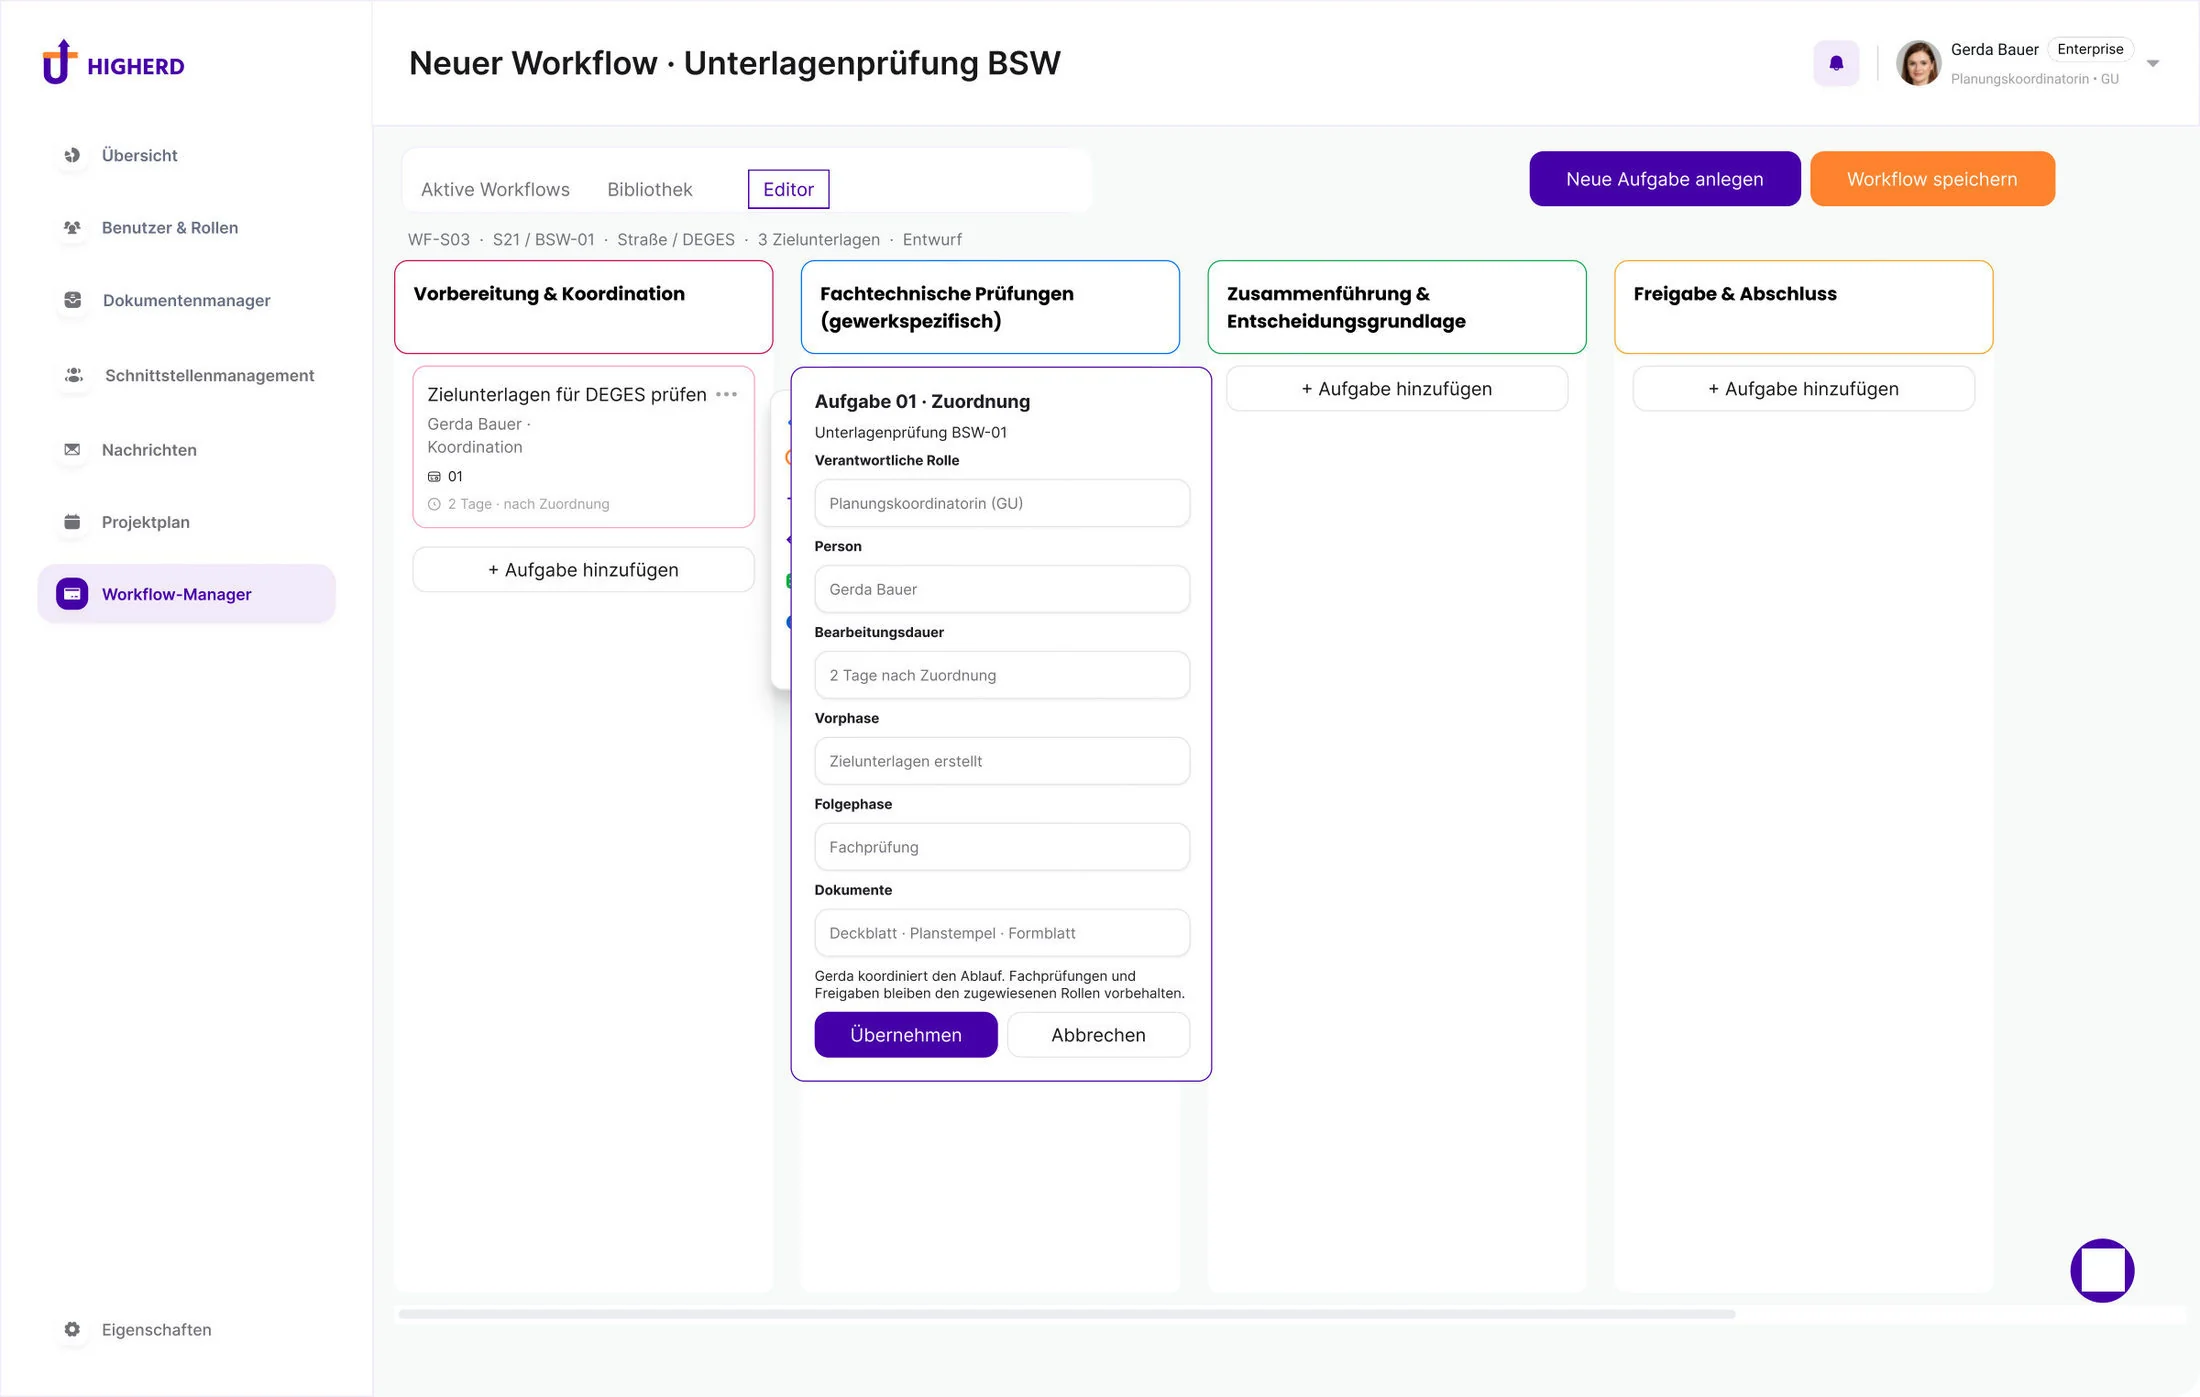 HIGHERD
Neuer Workflow · Unterlagenprüfung BSW
Gerda Bauer
Enterprise
Planungskoordinatorin • GU
Übersicht
Benutzer & Rollen
Dokumentenmanager
Schnittstellenmanagement
Nachrichten
Projektplan
Workflow-Manager
Eigenschaften
Aktive Workflows
Bibliothek
Editor
Neue Aufgabe anlegen
Workflow speichern
WF-S03 · S21 / BSW-01 · Straße / DEGES · 3 Zielunterlagen · Entwurf
Vorbereitung & Koordination
Zielunterlagen für DEGES prüfen
Gerda Bauer ·
Koordination
01
2 Tage · nach Zuordnung
+ Aufgabe hinzufügen
Fachtechnische Prüfungen
(gewerkspezifisch)
Aufgabe 01 · Zuordnung
Unterlagenprüfung BSW-01
Verantwortliche Rolle
Planungskoordinatorin (GU)
Person
Gerda Bauer
Bearbeitungsdauer
2 Tage nach Zuordnung
Vorphase
Zielunterlagen erstellt
Folgephase
Fachprüfung
Dokumente
Deckblatt · Planstempel · Formblatt
Gerda koordiniert den Ablauf. Fachprüfungen und
Freigaben bleiben den zugewiesenen Rollen vorbehalten.
Übernehmen
Abbrechen
Zusammenführung &
Entscheidungsgrundlage
+ Aufgabe hinzufügen
Freigabe & Abschluss
+ Aufgabe hinzufügen